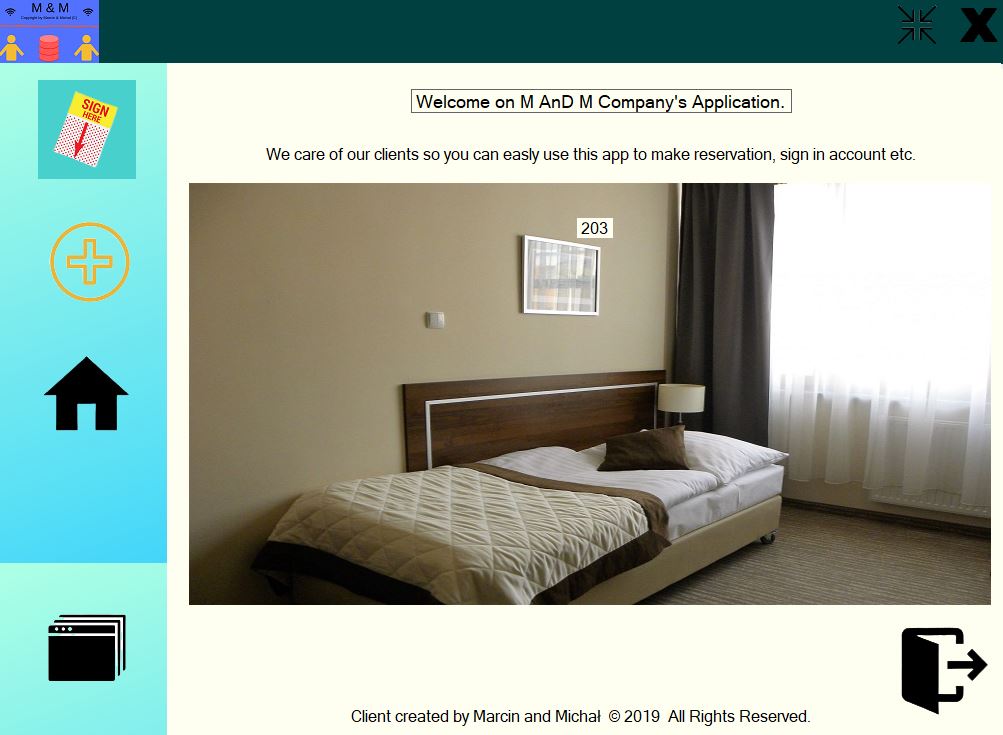 M & M
Copyright by Marcin & Michał (C)
SIGN
HERE
Welcome on M AnD M Company's Application.
We care of our clients so you can easly use this app to make reservation, sign in account etc.
203
Client created by Marcin and Michał © 2019 All Rights Reserved.